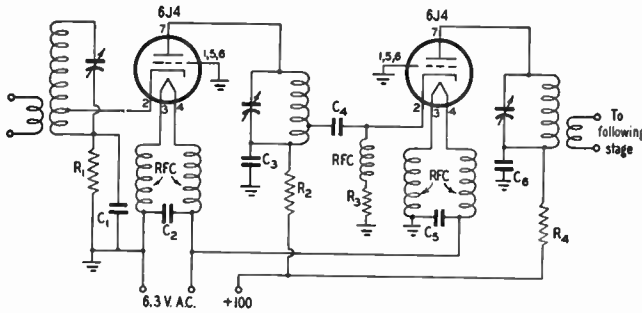 6J4
7
1,5,6
2
3
4
R1
RFC
C1
C2
C3
R2
C4
RFC
R3
6J4
7
1,5,6
2
3
4
RFC
C5
C6
R4
To
following
stage
6.3 V. A.C.
+100